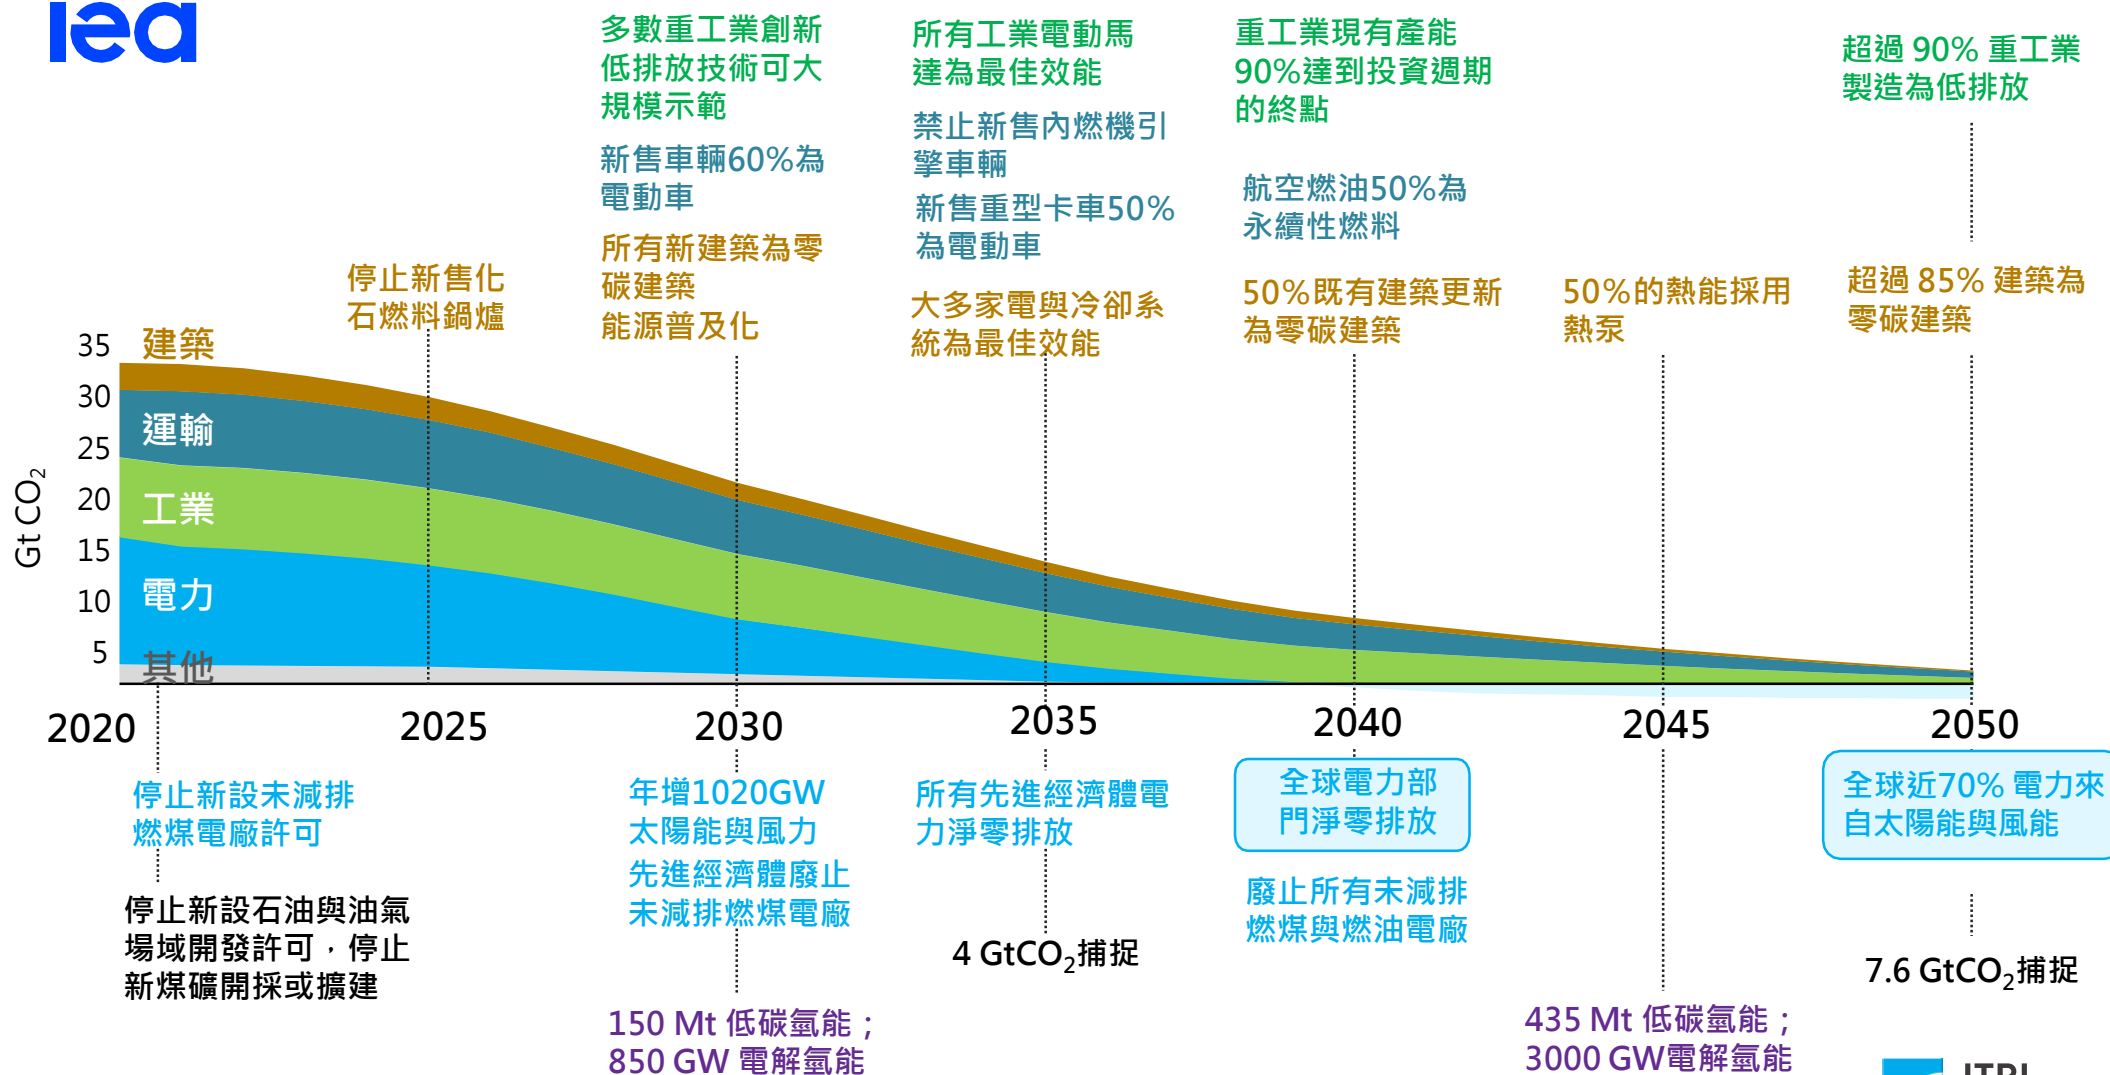 iea
多數重工業創新
低排放技術可大
規模示範
新售車輛60%為
電動車
所有新建築為零
碳建築
能源普及化
所有工業電動馬
達為最佳效能
禁止新售內燃機引
擎車輛
新售重型卡車50%
為電動車
大多家電與冷卻系
統為最佳效能
重工業現有產能
90%達到投資週期
的終點
航空燃油50%為
永續性燃料
50%既有建築更新
為零碳建築
超過 90% 重工業
製造為低排放
超過 85% 建築為
零碳建築
50%的熱能採用
熱泵
停止新售化
石燃料鍋爐
Gt CO₂
35
30
25
20
15
10
5
建築
運輸
工業
電力
其他
2020
2025
2030
2035
2040
2045
2050
停止新設未減排
燃煤電廠許可
停止新設石油與油氣
場域開發許可，停止
新煤礦開採或擴建
年增1020GW
太陽能與風力
先進經濟體廢止
未減排燃煤電廠
150 Mt 低碳氫能；
850 GW 電解氫能
所有先進經濟體電
力淨零排放
4 GtCO₂捕捉
全球電力部
門淨零排放
廢止所有未減排
燃煤與燃油電廠
435 Mt 低碳氫能；
3000 GW電解氫能
全球近70% 電力來
自太陽能與風能
7.6 GtCO₂捕捉
ITRI